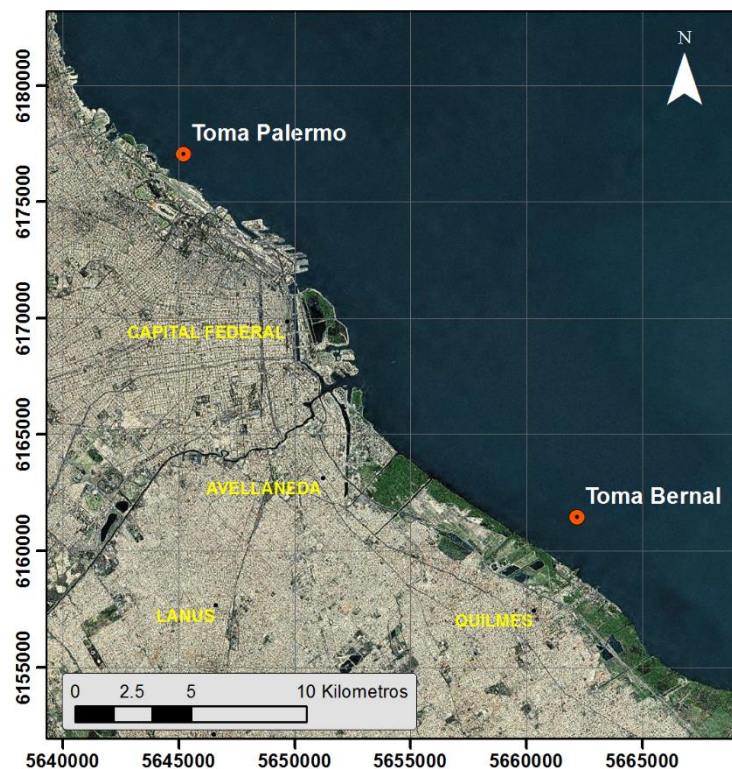 N
6180000
Toma Palermo
6175000
6170000
CAPITAL FEDERAL
6165000
AVELLANEDA
Toma Bernal
6160000
LANUS
QUILMES
6155000
0 2.5 5 10 Kilometros
5640000 5645000 5650000 5655000 5660000 5665000